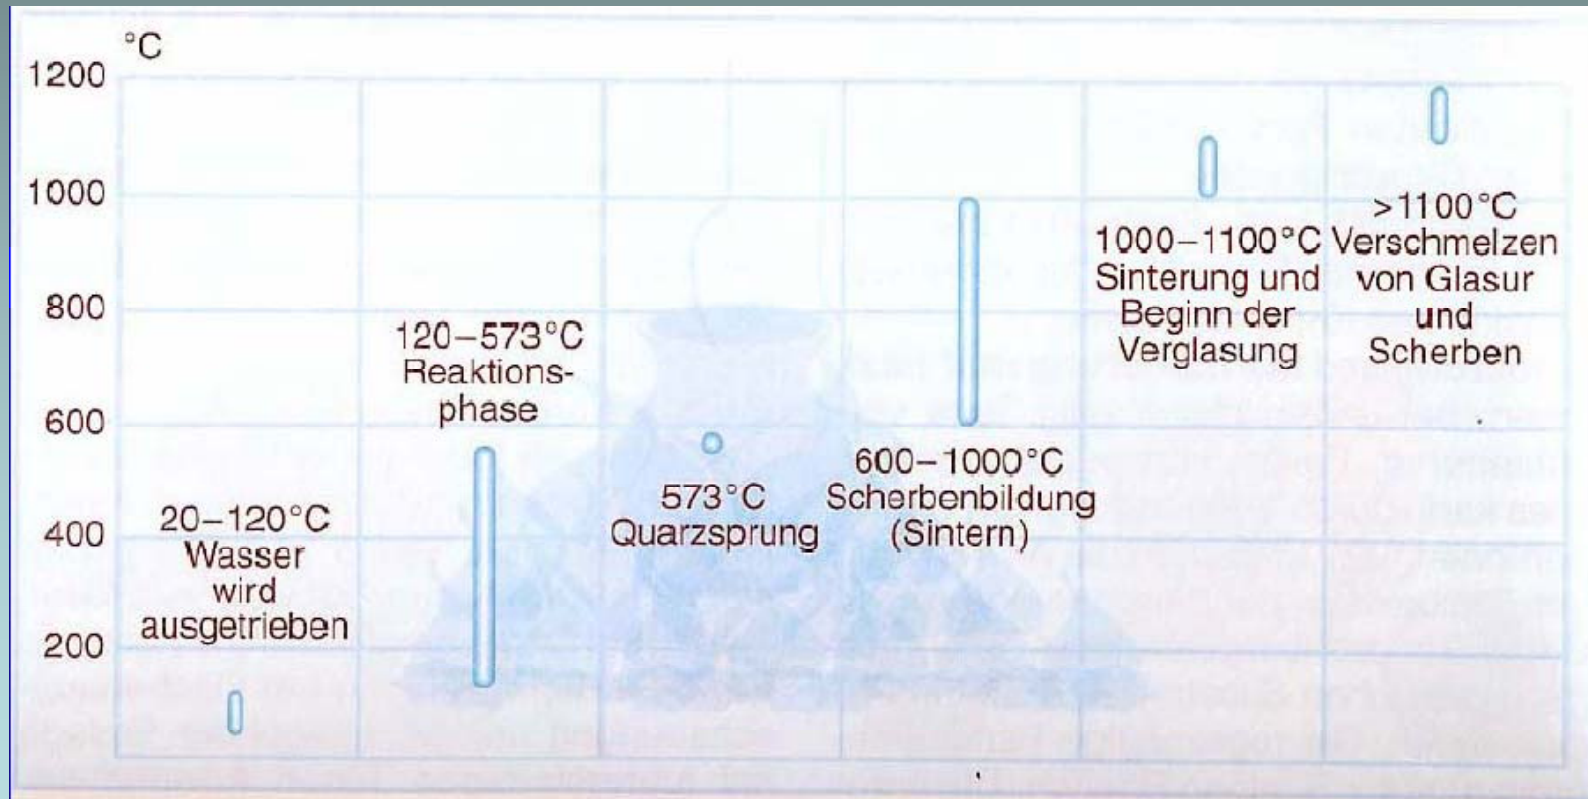 °C
1200
1000
800
600
400
200
20–120°C
Wasser
wird
ausgetrieben
120–573°C
Reaktions-
phase
573°C
Quarzsprung
600–1000°C
Scherbenbildung
(Sintern)
1000–1100°C
Sinterung und
Beginn der
Verglasung
>1100°C
Verschmelzen
von Glasur
und
Scherben